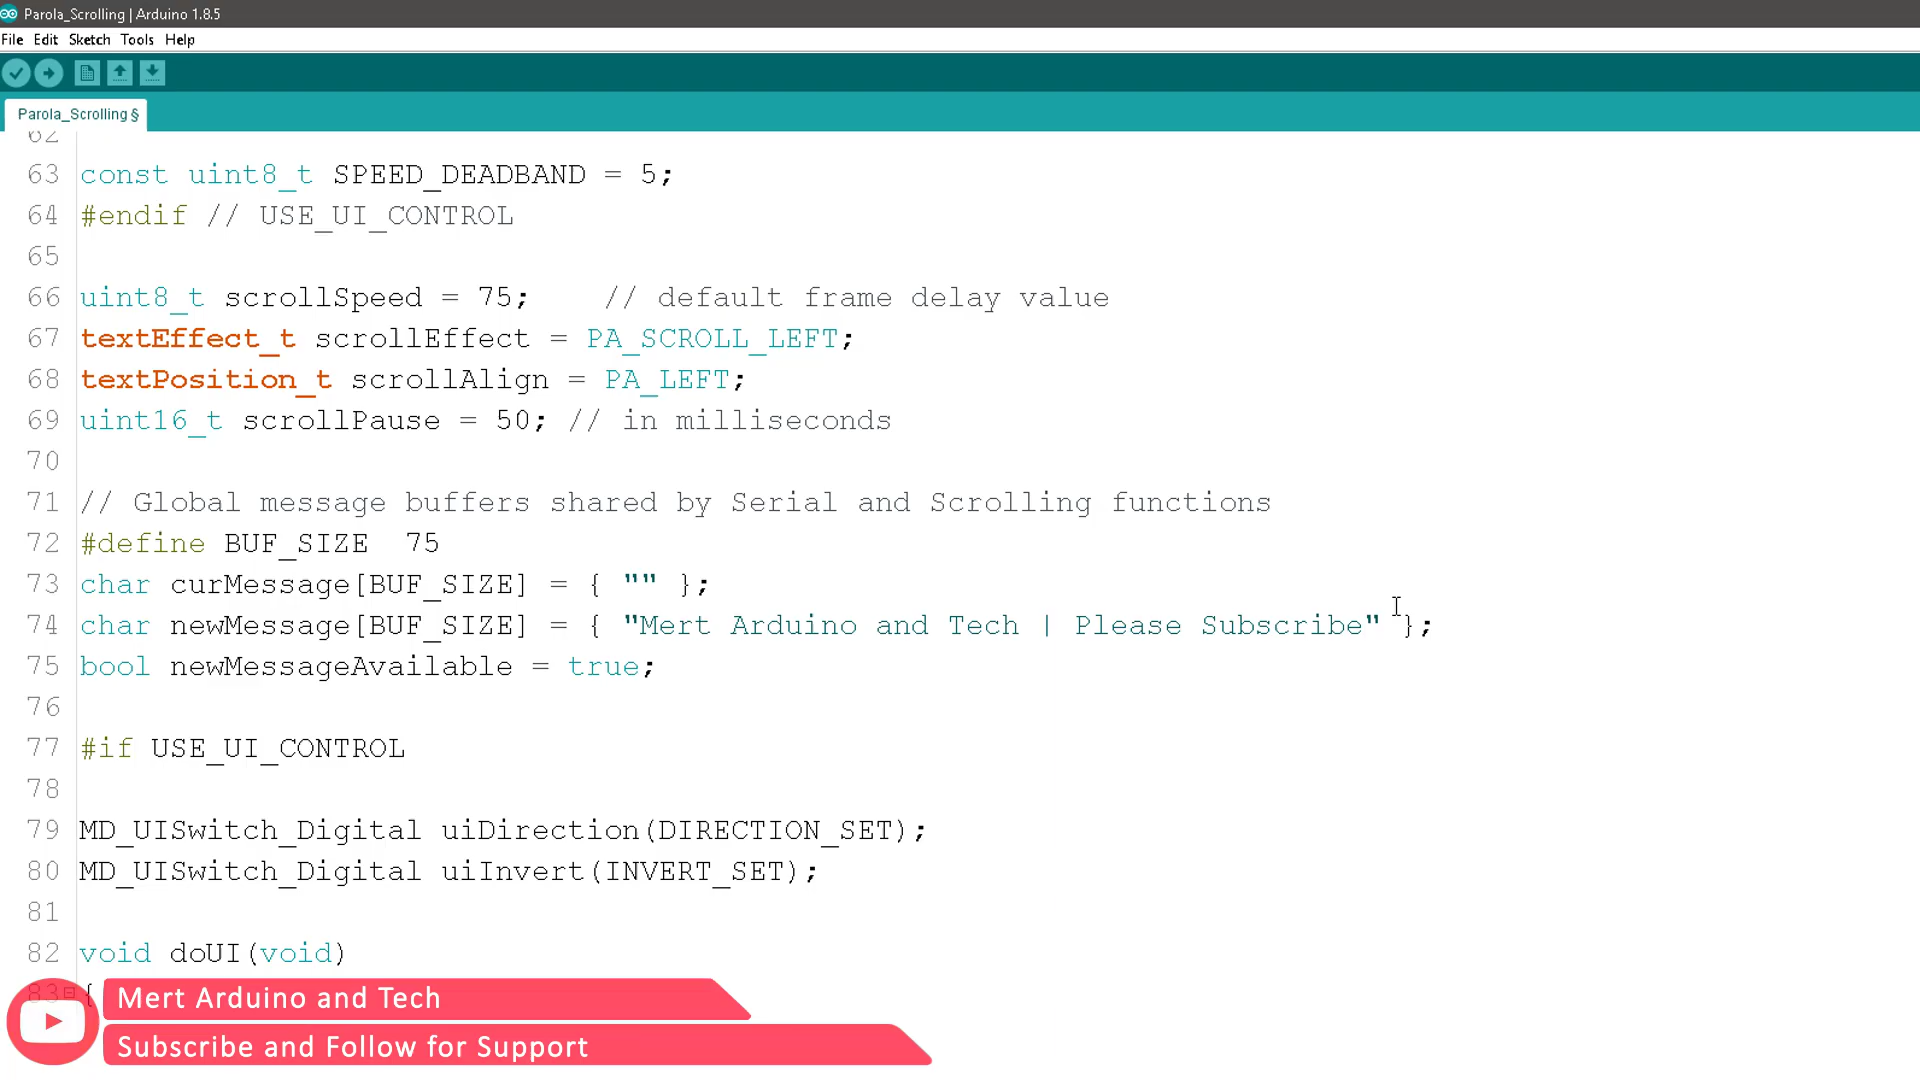 Parola_Scrolling | Arduino 1.8.5
File Edit Sketch Tools Help
Parola_Scrolling §
62
63 const uint8_t SPEED_DEADBAND = 5;
64 #endif // USE_UI_CONTROL
65
66 uint8_t scrollSpeed = 75;    // default frame delay value
67 textEffect_t scrollEffect = PA_SCROLL_LEFT;
68 textPosition_t scrollAlign = PA_LEFT;
69 uint16_t scrollPause = 50; // in milliseconds
70
71 // Global message buffers shared by Serial and Scrolling functions
72 #define BUF_SIZE  75
73 char curMessage[BUF_SIZE] = { "" };
74 char newMessage[BUF_SIZE] = { "Mert Arduino and Tech | Please Subscribe" };
75 bool newMessageAvailable = true;
76
77 #if USE_UI_CONTROL
78
79 MD_UISwitch_Digital uiDirection(DIRECTION_SET);
80 MD_UISwitch_Digital uiInvert(INVERT_SET);
81
82 void doUI(void)
83 {
Mert Arduino and Tech
Subscribe and Follow for Support